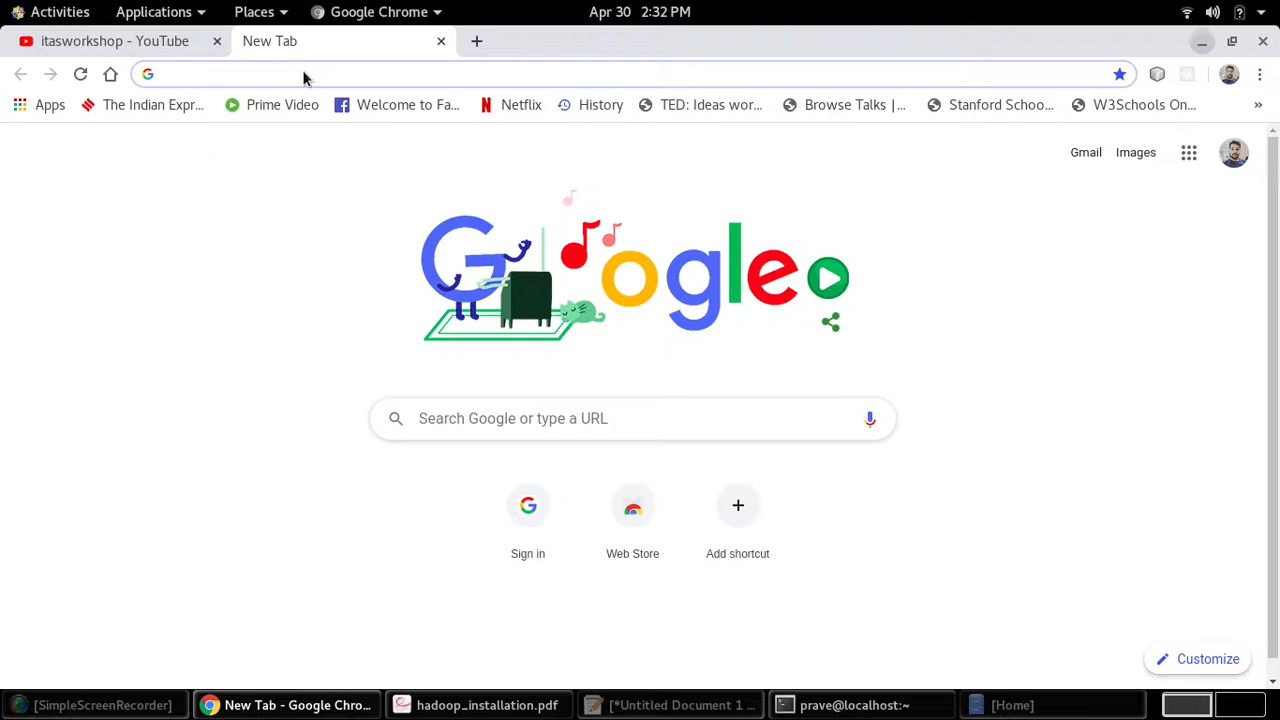 Activities Applications Places Google Chrome Apr 30 2:32 PM
itasworkshop - YouTube New Tab
Apps The Indian Expr... Prime Video Welcome to Fa... Netflix History TED: Ideas wor... Browse Talks |... Stanford Schoo... W3Schools On... »
Gmail Images
Google
Search Google or type a URL
Sign in Web Store Add shortcut
Customize
[SimpleScreenRecorder] New Tab - Google Chro... hadoop_installation.pdf [*Untitled Document 1 ... prave@localhost:~ [Home]